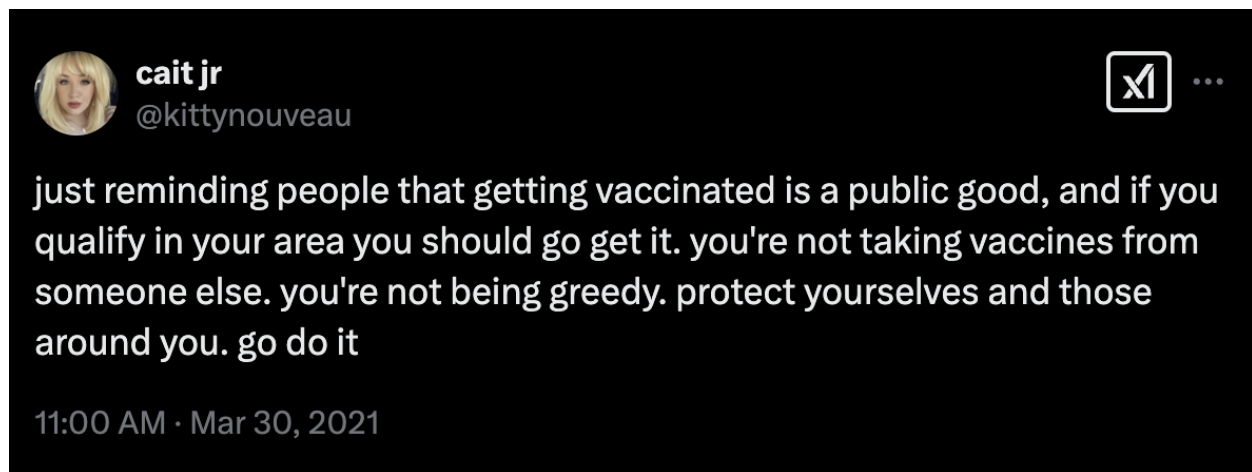 cait jr
@kittynouveau
just reminding people that getting vaccinated is a public good, and if you
qualify in your area you should go get it. you're not taking vaccines from
someone else. you're not being greedy. protect yourselves and those
around you. go do it
11:00 AM · Mar 30, 2021